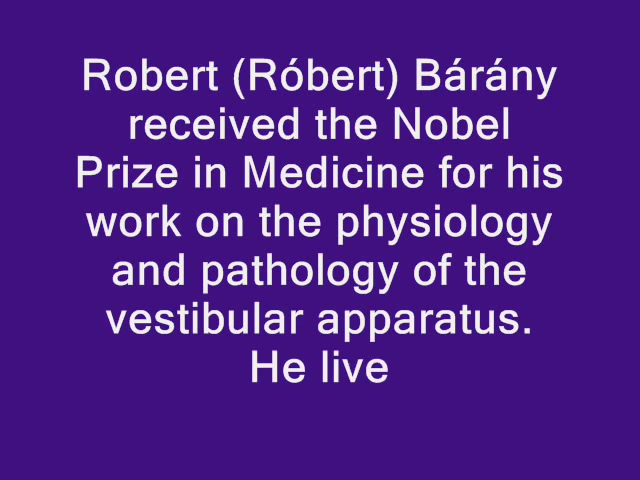 Robert (Róbert) Bárány
received the Nobel
Prize in Medicine for his
work on the physiology
and pathology of the
vestibular apparatus.
He live